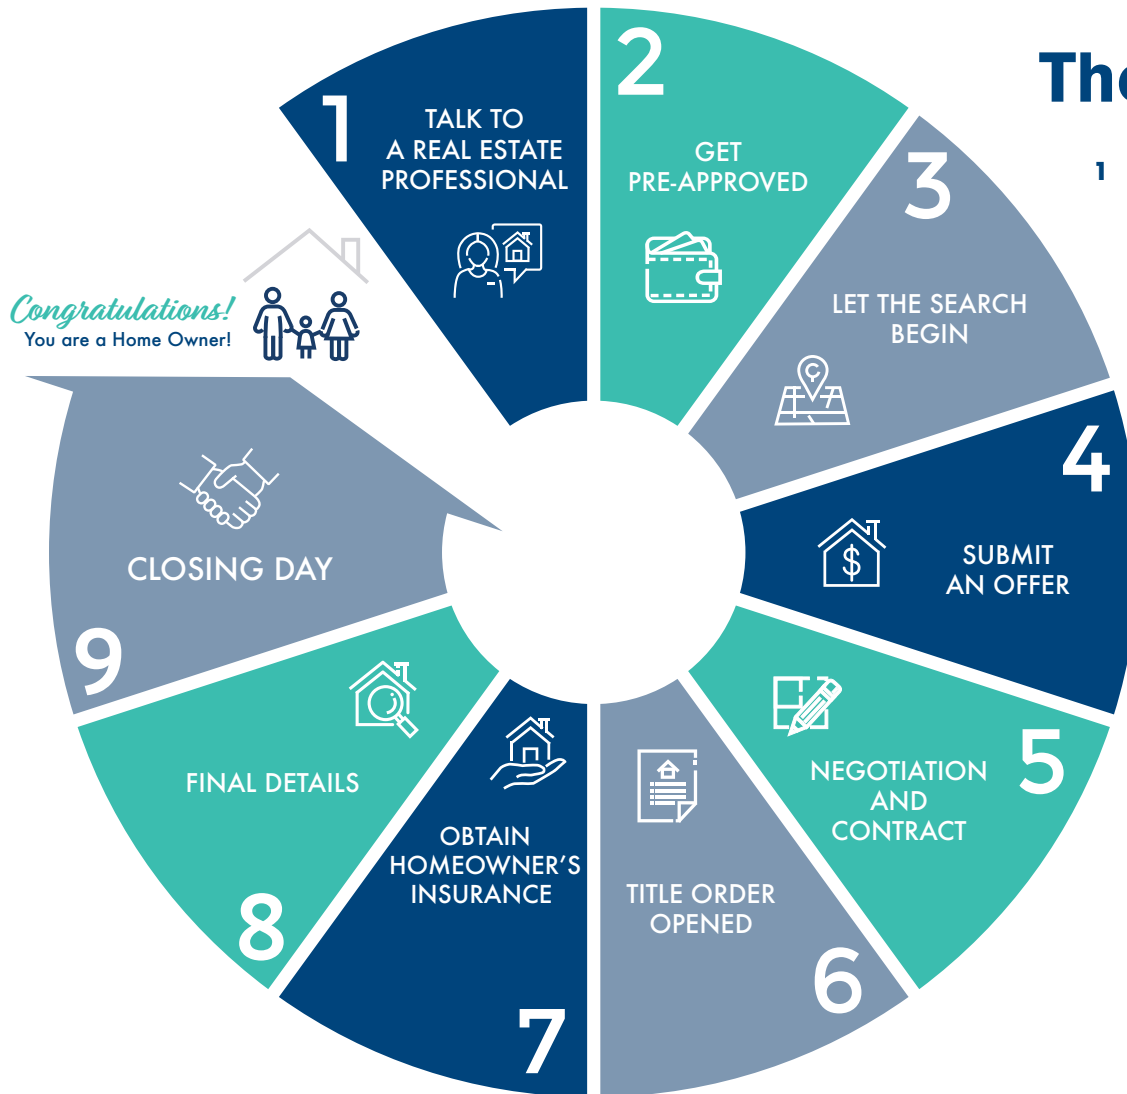 1
TALK TO
A REAL ESTATE
PROFESSIONAL
2
GET
PRE-APPROVED
3
LET THE SEARCH
BEGIN
4
SUBMIT
AN OFFER
5
NEGOTIATION
AND
CONTRACT
6
TITLE ORDER
OPENED
7
OBTAIN
HOMEOWNER'S
INSURANCE
8
FINAL DETAILS
9
CLOSING DAY
Congratulations!
You are a Home Owner!
The
1